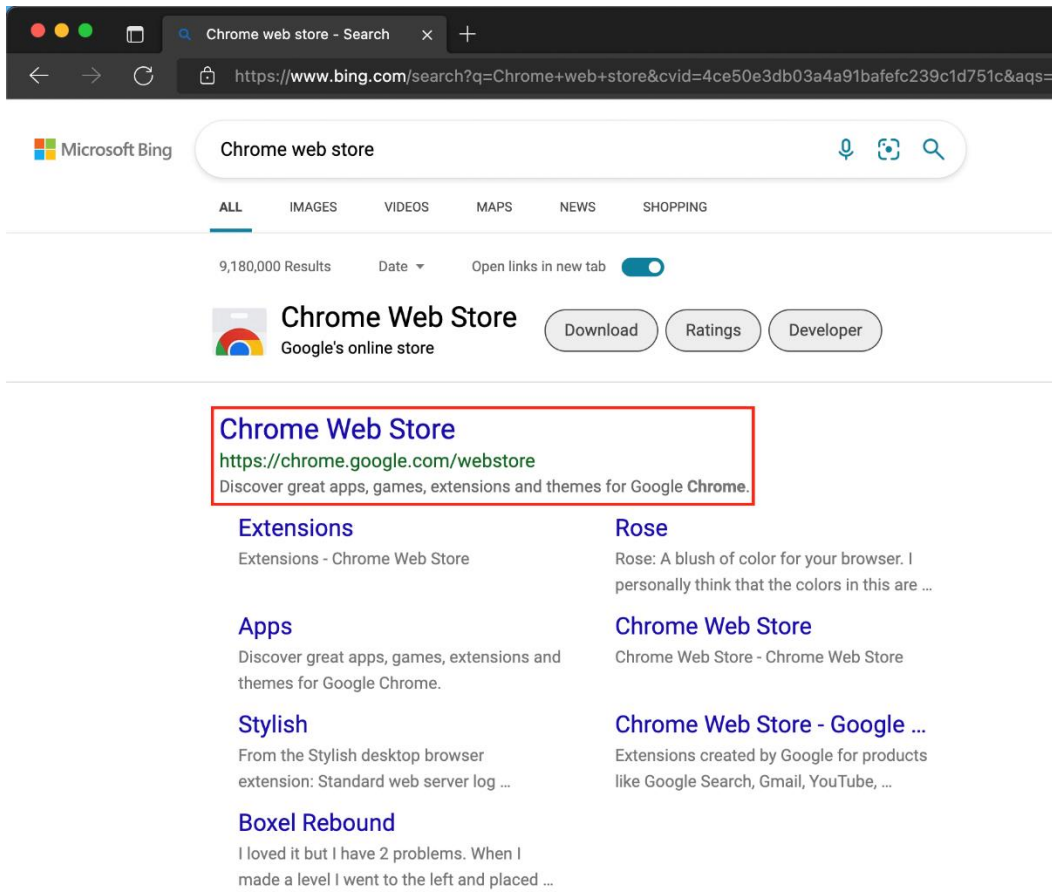 Chrome web store - Search
https://www.bing.com/search?q=Chrome+web+store&cvid=4ce50e3db03a4a91bafefc239c1d751c&aqs=
Microsoft Bing
Chrome web store
ALL IMAGES VIDEOS MAPS NEWS SHOPPING
9,180,000 Results Date Open links in new tab
Chrome Web Store
Google's online store
Download Ratings Developer
Chrome Web Store
https://chrome.google.com/webstore
Discover great apps, games, extensions and themes for Google Chrome.
Extensions
Extensions - Chrome Web Store
Rose
Rose: A blush of color for your browser. I
personally think that the colors in this are ...
Apps
Discover great apps, games, extensions and
themes for Google Chrome.
Chrome Web Store
Chrome Web Store - Chrome Web Store
Stylish
From the Stylish desktop browser
extension: Standard web server log ...
Chrome Web Store - Google ...
Extensions created by Google for products
like Google Search, Gmail, YouTube, ...
Boxel Rebound
I loved it but I have 2 problems. When I
made a level I went to the left and placed ...